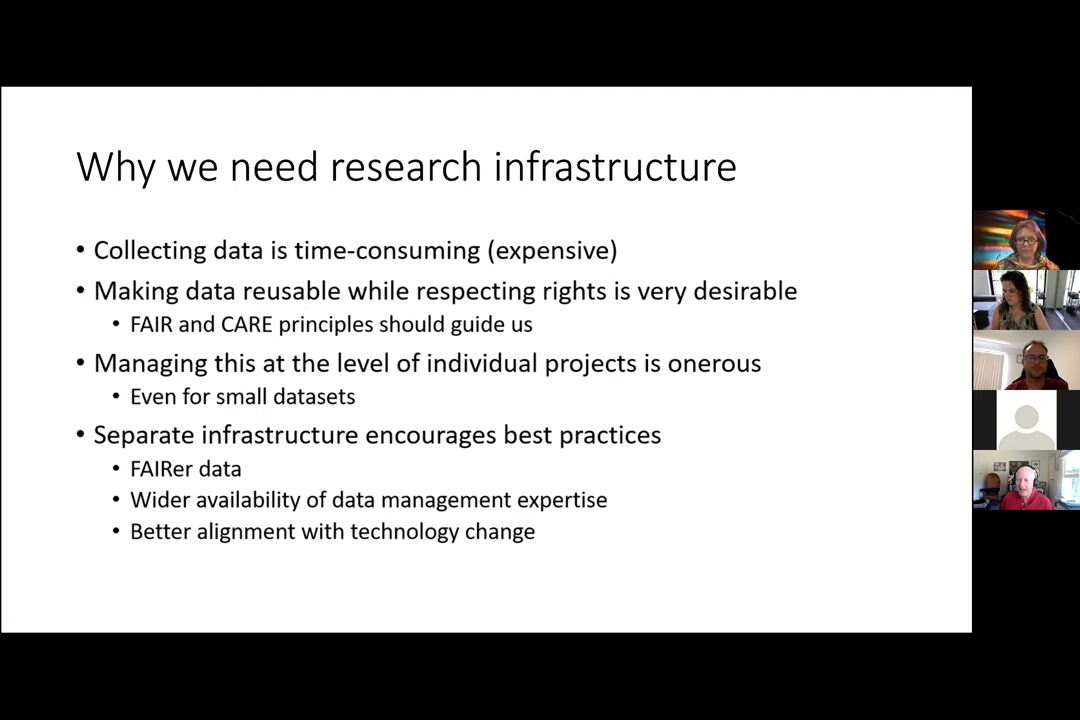 Why we need research infrastructure
• Collecting data is time-consuming (expensive)
• Making data reusable while respecting rights is very desirable
• FAIR and CARE principles should guide us
• Managing this at the level of individual projects is onerous
• Even for small datasets
• Separate infrastructure encourages best practices
• FAIRer data
• Wider availability of data management expertise
• Better alignment with technology change